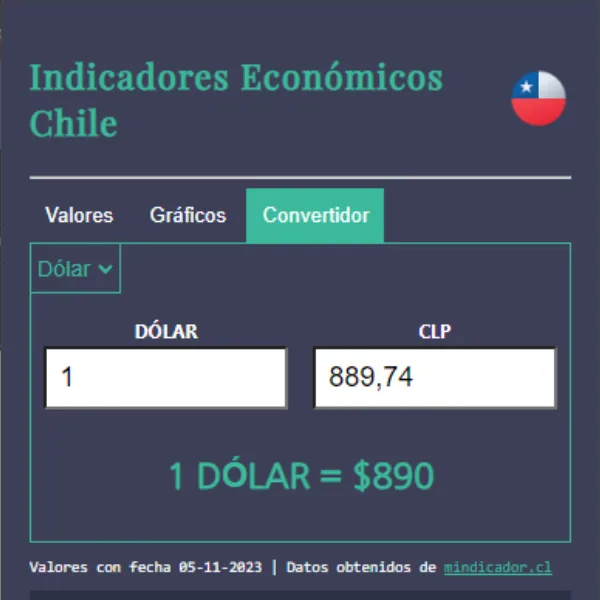 Indicadores Económicos
Chile
Valores Gráficos Convertidor
Dólar
DÓLAR CLP
1 889,74
1 DÓLAR = $890
Valores con fecha 05-11-2023 | Datos obtenidos de mindicador.cl